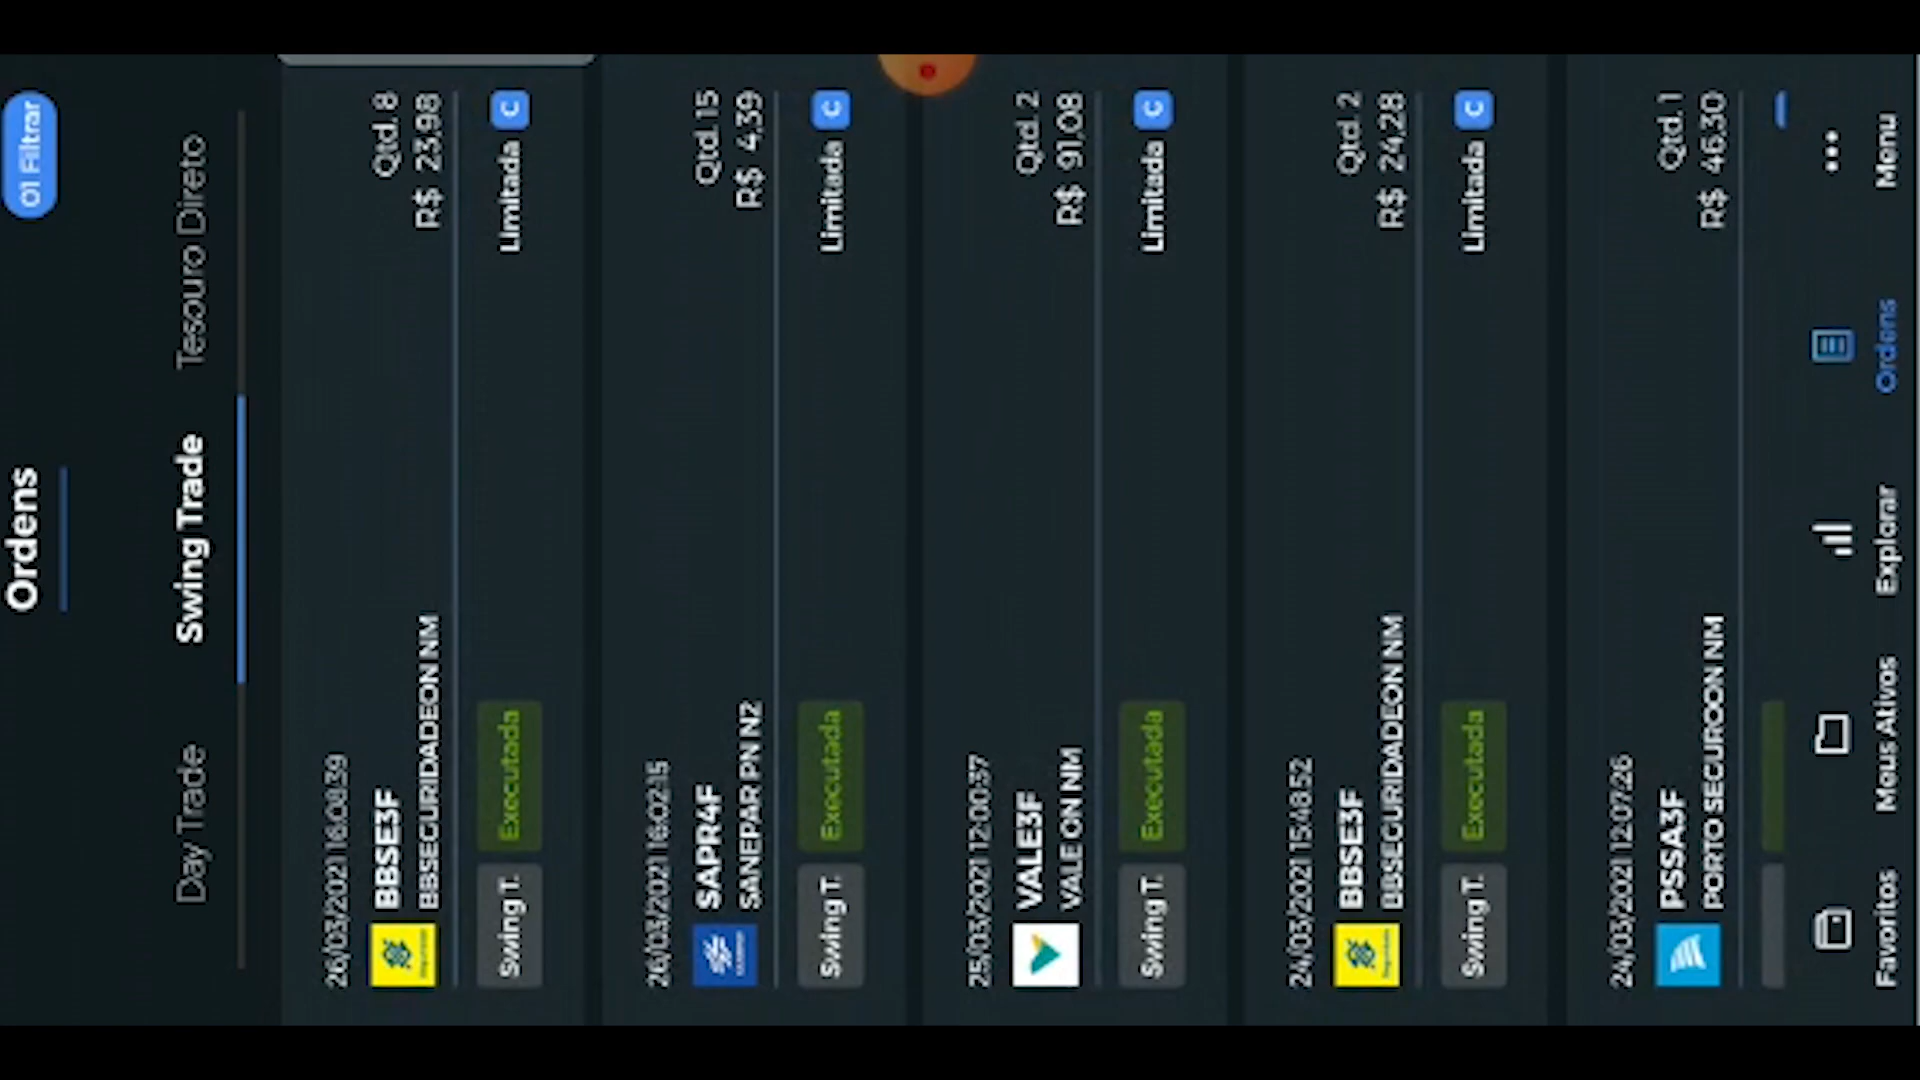 Ordens
01 Filtrar
Day Trade
Swing Trade
Tesouro Direto
26/03/2021 16:08:39
BBSE3F
Qtd. 8
BBSEGURIDADEON NM
R$ 23,98
Swing T.
Executada
Limitada
C
26/03/2021 16:02:15
SAPR4F
Qtd. 15
SANEPAR PN N2
R$ 4,39
Swing T.
Executada
Limitada
C
25/03/2021 12:00:57
VALE3F
Qtd. 2
VALE ON NM
R$ 91,08
Swing T.
Executada
Limitada
C
24/03/2021 15:48:52
BBSE3F
Qtd. 2
BBSEGURIDADEON NM
R$ 24,28
Swing T.
Executada
Limitada
C
24/03/2021 12:07:26
PSSA3F
Qtd. 1
PORTO SEGUROON NM
R$ 46,30
Favoritos
Meus Ativos
Explorar
Ordens
Menu